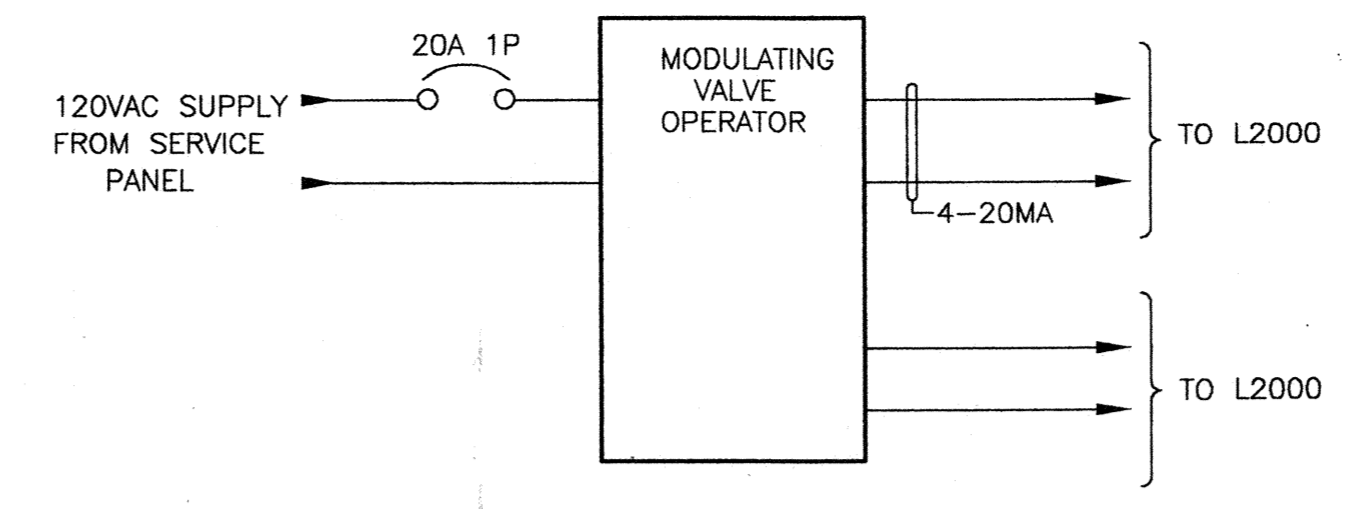 20A 1P
120VAC SUPPLY
FROM SERVICE
PANEL
MODULATING
VALVE
OPERATOR
4-20MA
TO L2000
TO L2000